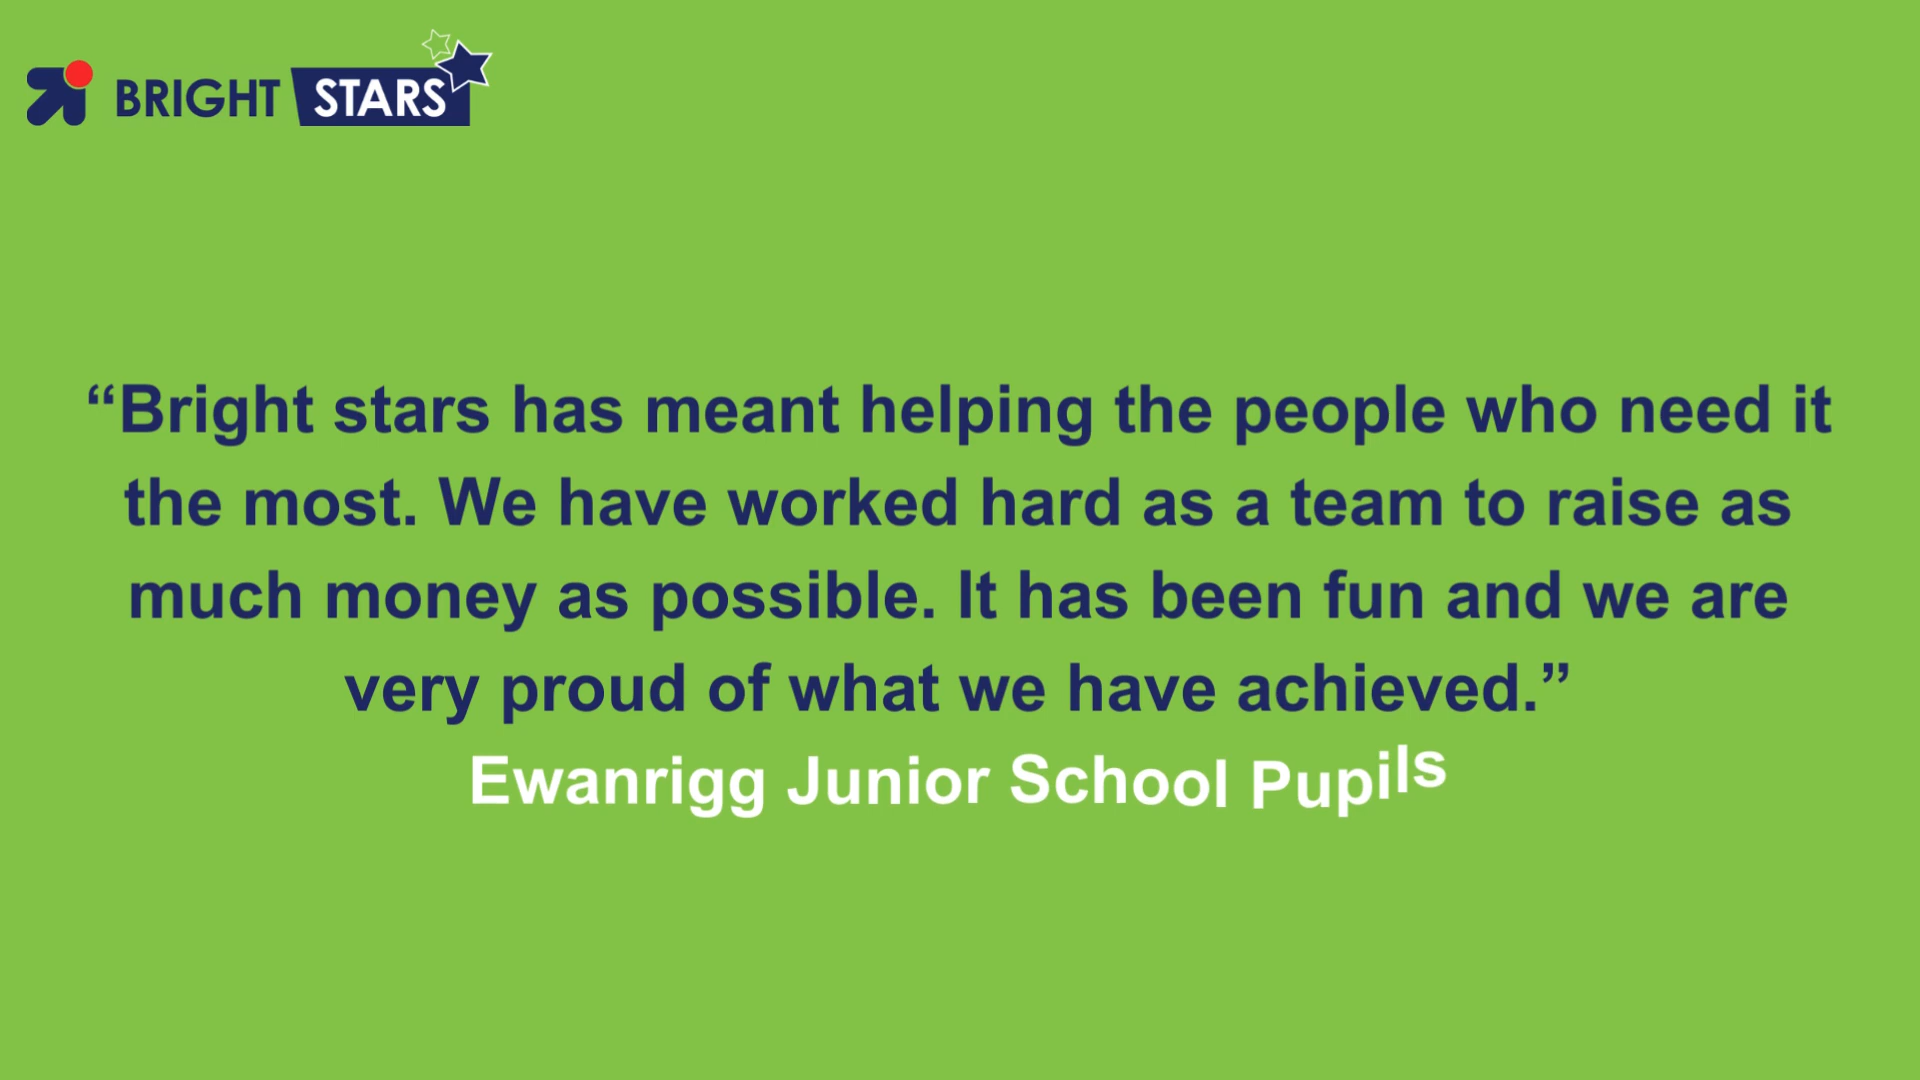 BRIGHT STARS
“Bright stars has meant helping the people who need it
the most. We have worked hard as a team to raise as
much money as possible. It has been fun and we are
very proud of what we have achieved.”
Ewanrigg Junior School Pupils